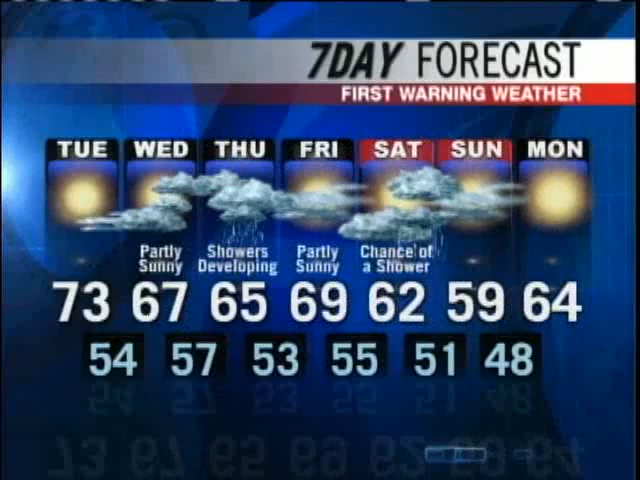 7DAY FORECAST
FIRST WARNING WEATHER
TUE WED THU FRI SAT SUN MON
Partly Sunny Showers Developing Partly Sunny Chance of a Shower
73 67 65 69 62 59 64
54 57 53 55 51 48